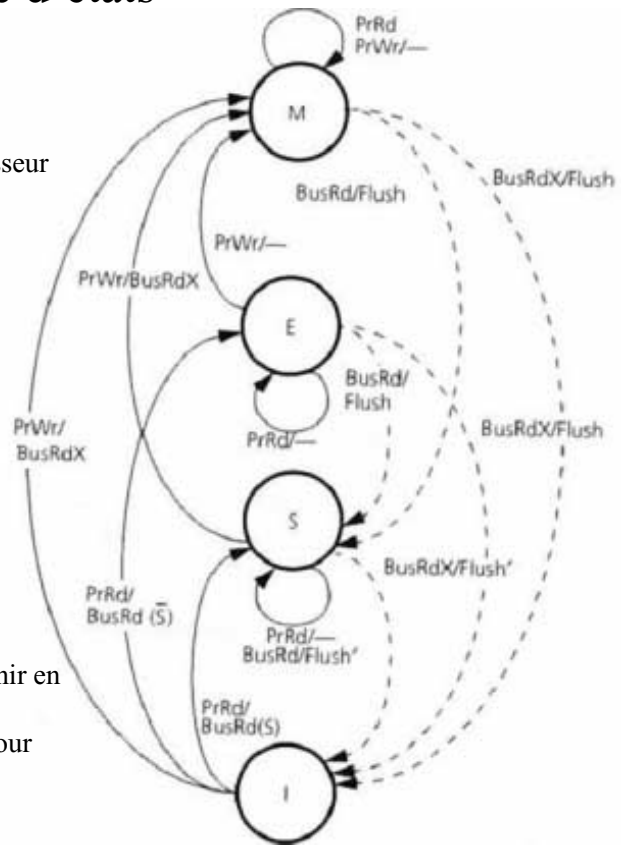 d'états
PrRd
PrWr/—
M
sseur
BusRd/Flush
BusRdX/Flush
PrWr/—
PrWr/BusRdX
E
BusRd/
Flush
PrRd/—
PrWr/
BusRdX
BusRdX/Flush
S
BusRdX/Flush'
PrRd/
BusRd (S̄)
PrRd/—
BusRd/Flush'
nir en
PrRd/
BusRd(S)
our
I